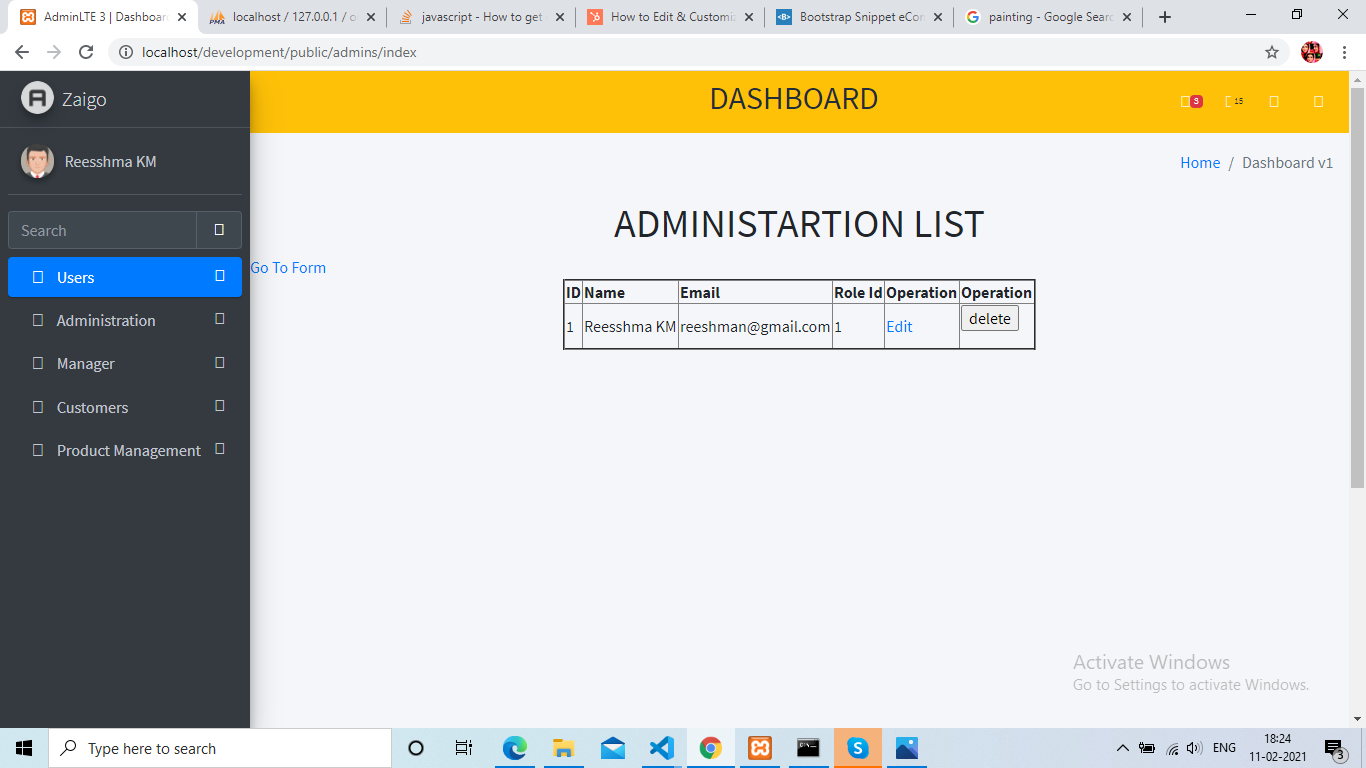 AdminLTE 3 | Dashboar
localhost / 127.0.0.1 / o
javascript - How to get
How to Edit & Customi
Bootstrap Snippet eCo
painting - Google Searc
localhost/development/public/admins/index
Zaigo
DASHBOARD
3
15
Reesshma KM
Home / Dashboard v1
Search
ADMINISTARTION LIST
Users
Go To Form
Administration
Manager
Customers
Product Management
ID Name Email Role Id Operation Operation
1 Reesshma KM reeshman@gmail.com 1 Edit delete
Activate Windows
Go to Settings to activate Windows.
Type here to search
ENG
18:24
11-02-2021
3